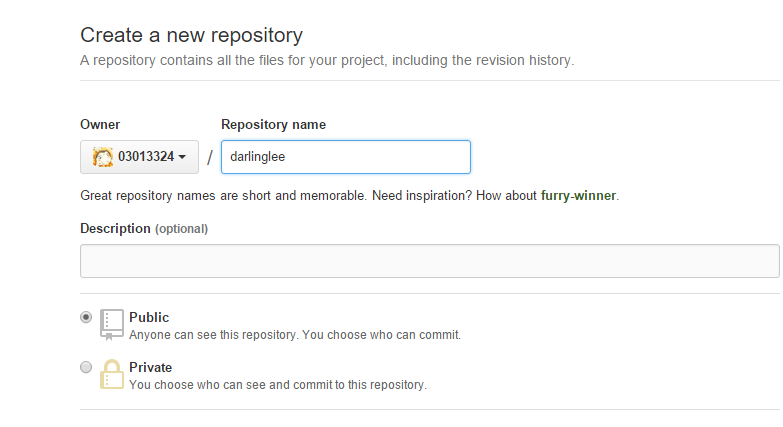 Create a new repository
A repository contains all the files for your project, including the revision history.
Owner
Repository name
03013324 / darlinglee
Great repository names are short and memorable. Need inspiration? How about furry-winner.
Description (optional)
Public
Anyone can see this repository. You choose who can commit.
Private
You choose who can see and commit to this repository.